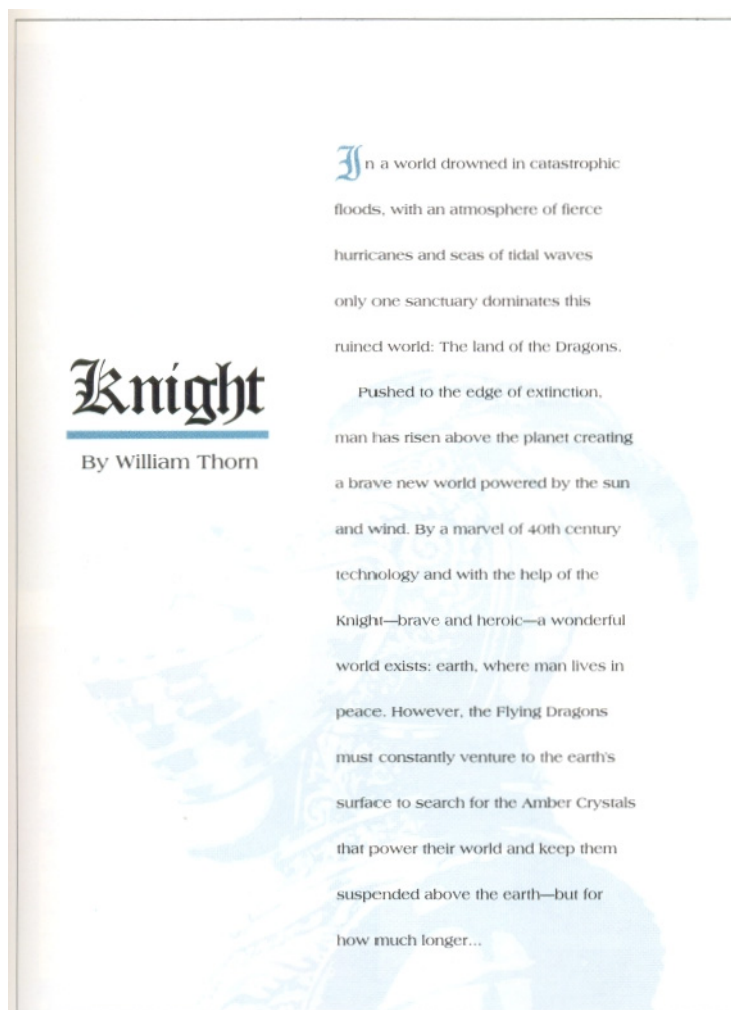 Knight
By William Thorn
In a world drowned in catastrophic
floods, with an atmosphere of fierce
hurricanes and seas of tidal waves
only one sanctuary dominates this
ruined world: The land of the Dragons.
Pushed to the edge of extinction,
man has risen above the planet creating
a brave new world powered by the sun
and wind. By a marvel of 40th century
technology and with the help of the
Knight—brave and heroic—a wonderful
world exists: earth, where man lives in
peace. However, the Flying Dragons
must constantly venture to the earth's
surface to search for the Amber Crystals
that power their world and keep them
suspended above the earth—but for
how much longer...